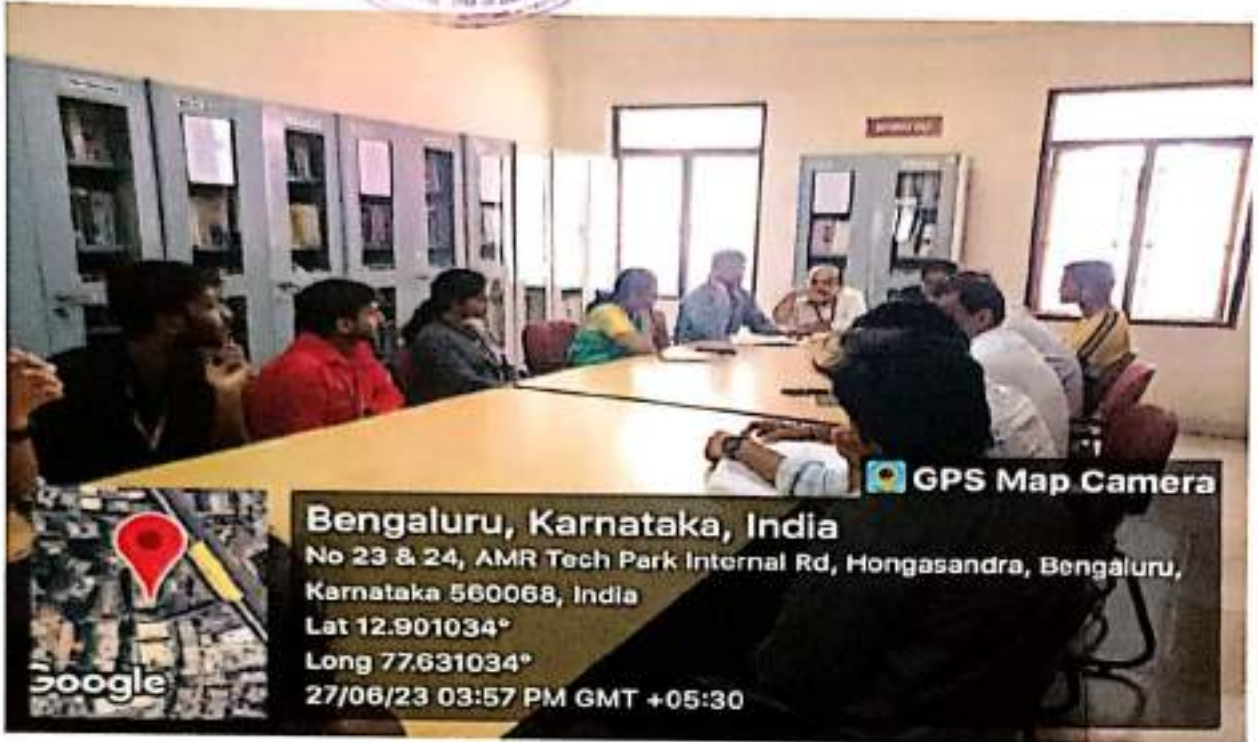 GPS Map Camera
Bengaluru, Karnataka, India
No 23 & 24, AMR Tech Park Internal Rd, Hongasandra, Bengaluru,
Karnataka 560068, India
Lat 12.901034°
Long 77.631034°
27/06/23 03:57 PM GMT +05:30
Google